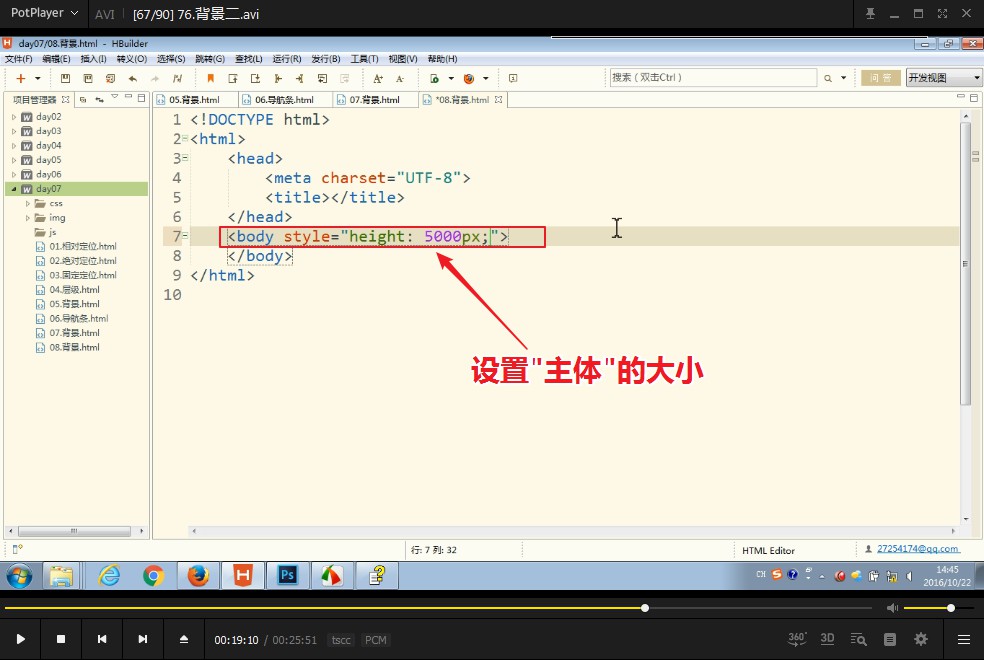 PotPlayer
AVI
[67/90] 76.背景二.avi
day07/08.背景.html - HBuilder
文件(F) 编辑(E) 插入(I) 转义(O) 选择(S) 跳转(G) 查找(L) 运行(R) 发行(B) 工具(T) 视图(V) 帮助(H)
搜索 ( 双击Ctrl )
问 答
开发视图
项目管理器
05.背景.html
06.导航条.html
07.背景.html
*08.背景.html
day02
day03
day04
day05
day06
day07
css
img
js
01.相对定位.html
02.绝对定位.html
03.固定定位.html
04.层级.html
05.背景.html
06.导航条.html
07.背景.html
08.背景.html
1 <!DOCTYPE html>
2 <html>
3 <head>
4 <meta charset="UTF-8">
5 <title></title>
6 </head>
7 <body style="height: 5000px;">
8 </body>
9 </html>
10
设置"主体"的大小
行: 7 列: 32
HTML Editor
27254174@qq.com
Ps
CH
14:45
2016/10/22
00:19:10 / 00:25:51
tscc
PCM
360°
3D